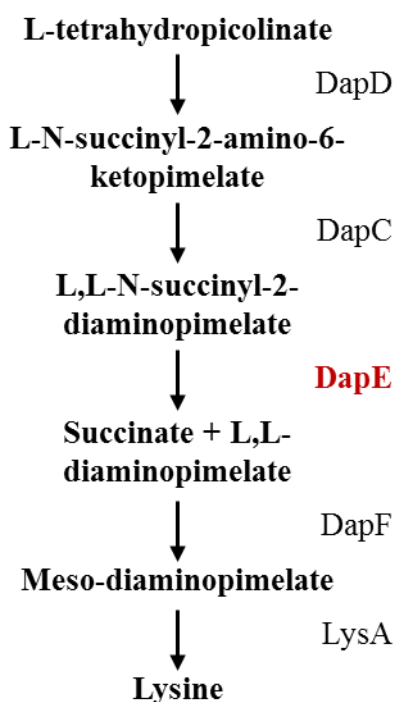 L-tetrahydropicolinate
DapD
L-N-succinyl-2-amino-6-
ketopimelate
DapC
L,L-N-succinyl-2-
diaminopimelate
DapE
Succinate + L,L-
diaminopimelate
DapF
Meso-diaminopimelate
LysA
Lysine